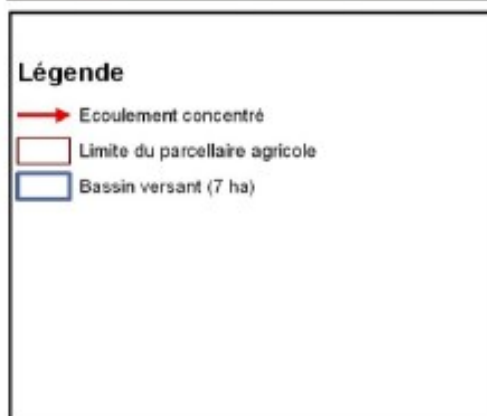 Légende
Ecoulement concentré
Limite du parcellaire agricole
Bassin versant (7 ha)